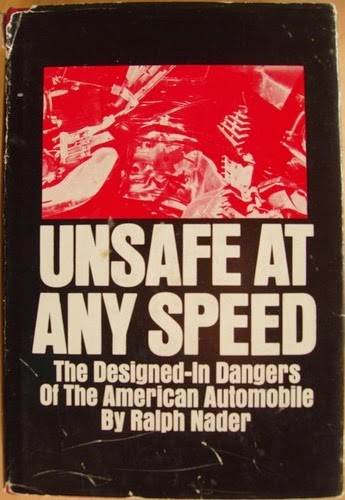 UNSAFE AT
ANY SPEED
The Designed-In Dangers
Of The American Automobile
By Ralph Nader